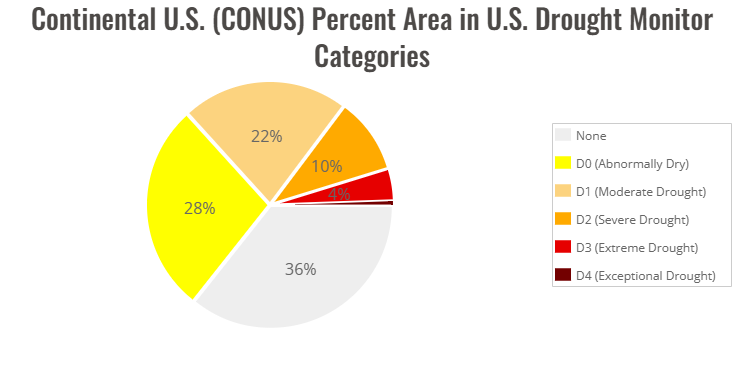 Continental U.S. (CONUS) Percent Area in U.S. Drought Monitor
Categories
22%
10%
4%
28%
36%
None
D0 (Abnormally Dry)
D1 (Moderate Drought)
D2 (Severe Drought)
D3 (Extreme Drought)
D4 (Exceptional Drought)